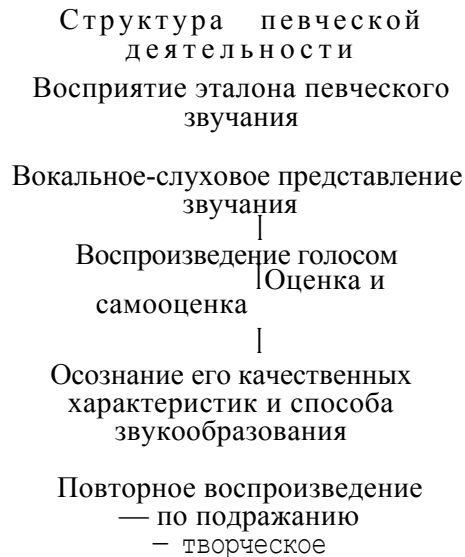 Структура певческой
деятельности
Восприятие эталона певческого
звучания
Вокальное-слуховое представление
звучания
Воспроизведение голосом
Оценка и
самооценка
Осознание его качественных
характеристик и способа
звукообразования
Повторное воспроизведение
— по подражанию
— творческое